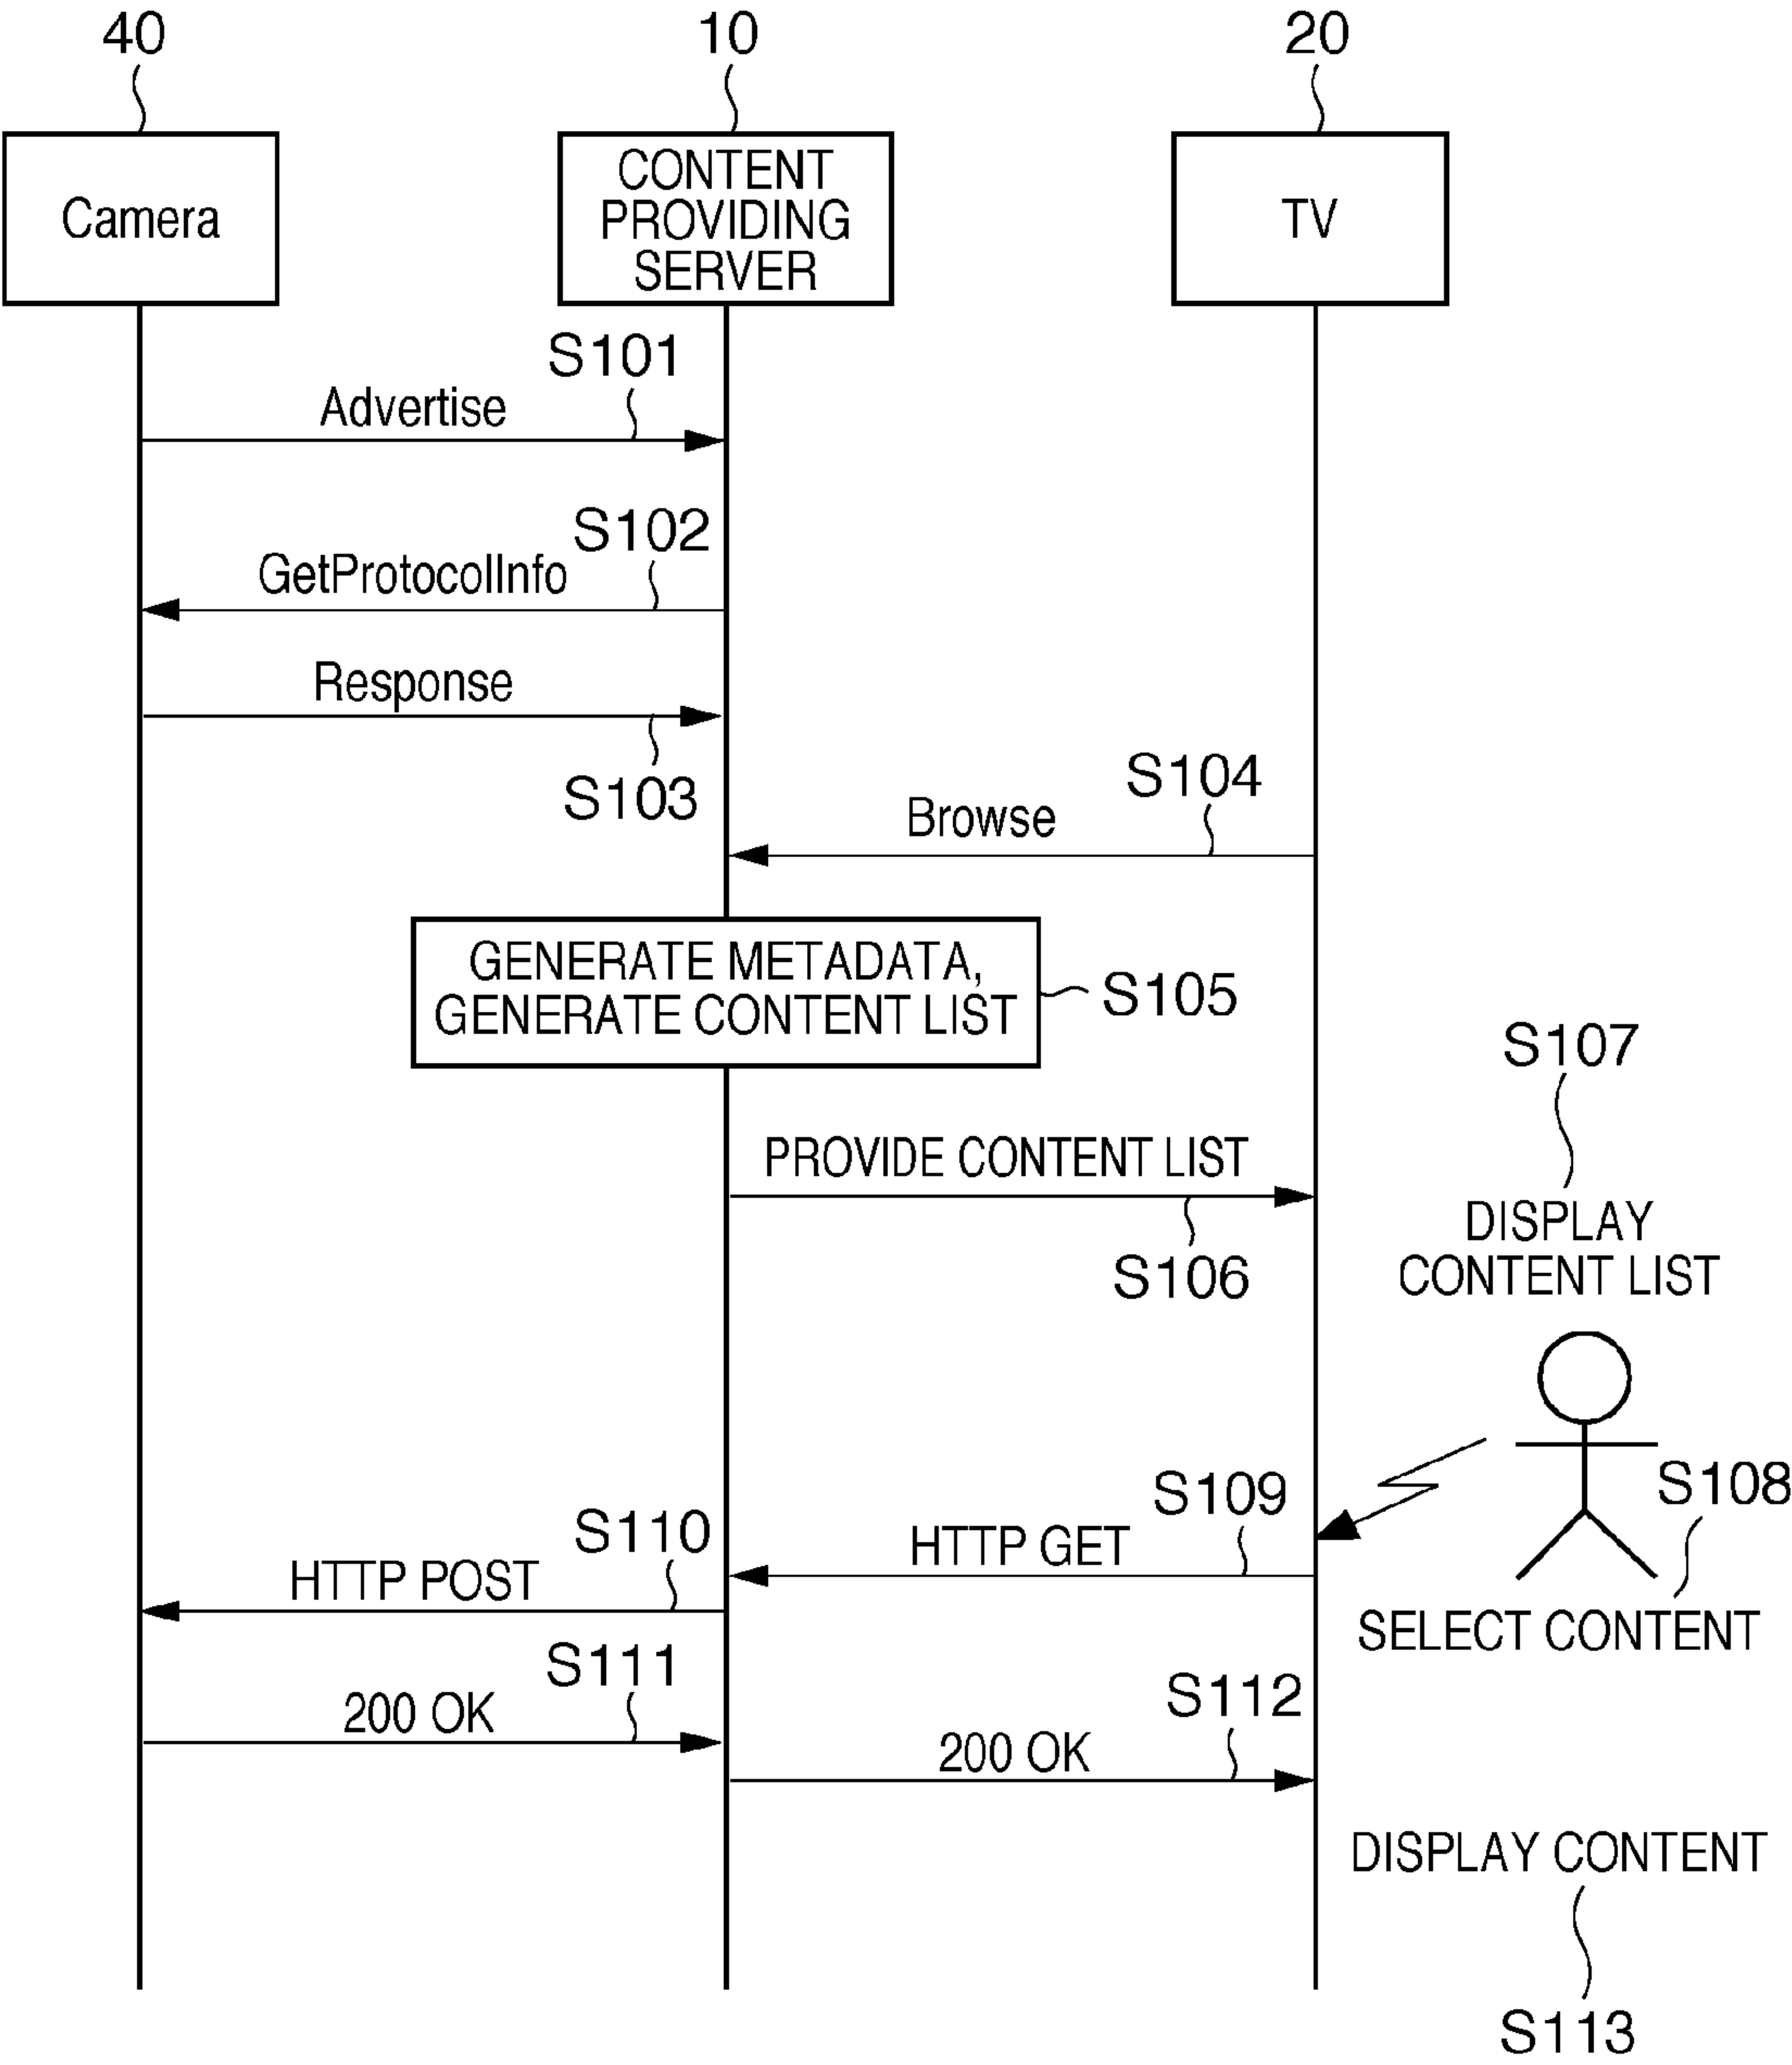 40
10
20
Camera
CONTENT
PROVIDING
SERVER
TV
S101
Advertise
S102
GetProtocolInfo
Response
S103
S104
Browse
GENERATE METADATA,
GENERATE CONTENT LIST
S105
S107
PROVIDE CONTENT LIST
S106
DISPLAY
CONTENT LIST
S108
S109
HTTP GET
S110
HTTP POST
SELECT CONTENT
S111
200 OK
S112
200 OK
DISPLAY CONTENT
S113